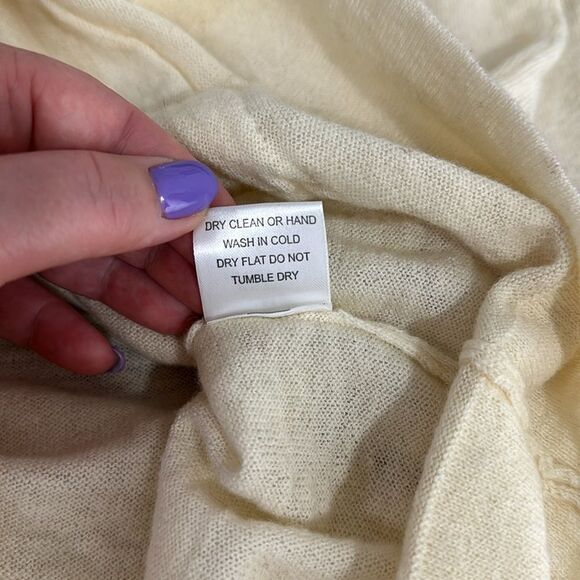 DRY CLEAN OR HAND
WASH IN COLD
DRY FLAT DO NOT
TUMBLE DRY